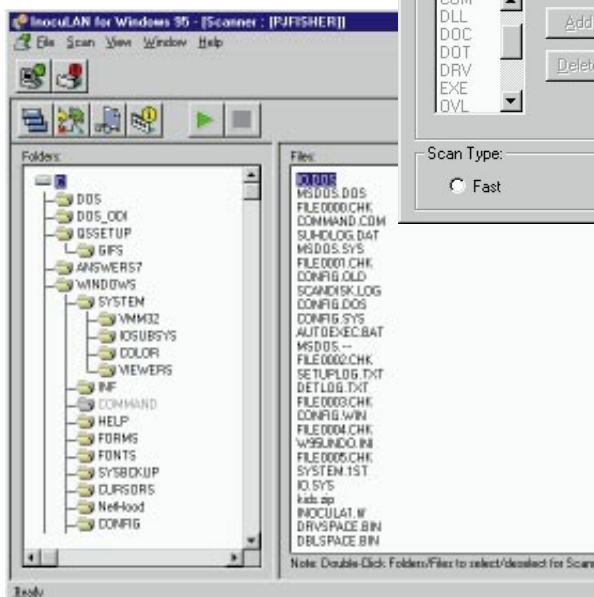 InocuLAN for Windows 95 - [Scanner : [PJFISHER]]
File Scan View Window Help
Folders:
C
DOS
DOS_ODI
QSSETUP
GIFS
ANSWERS7
WINDOWS
SYSTEM
VMM32
IOSUBSYS
COLOR
VIEWERS
INF
COMMAND
HELP
FORMS
FONTS
SYSBCKUP
CURSORS
NetHood
CONFIG
Files:
IO.DOS
MSDOS.DOS
FILE0000.CHK
COMMAND.COM
SUHDLOG.DAT
MSDOS.SYS
FILE0001.CHK
CONFIG.OLD
SCANDISK.LOG
CONFIG.DOS
CONFIG.SYS
AUTOEXEC.BAT
MSDOS.--
FILE0002.CHK
SETUPLOG.TXT
DETLOG.TXT
FILE0003.CHK
CONFIG.WIN
FILE0004.CHK
W95UNDO.INI
FILE0005.CHK
SYSTEM.1ST
IO.SYS
kids.zip
DRVSPACE.BIN
DBLSPACE.BIN
Note: Double-Click Folders/Files to select/deselect for Scann
Ready
COM
DLL
DOC
DOT
DRV
EXE
OVL
Add
Delete
Scan Type:
Fast